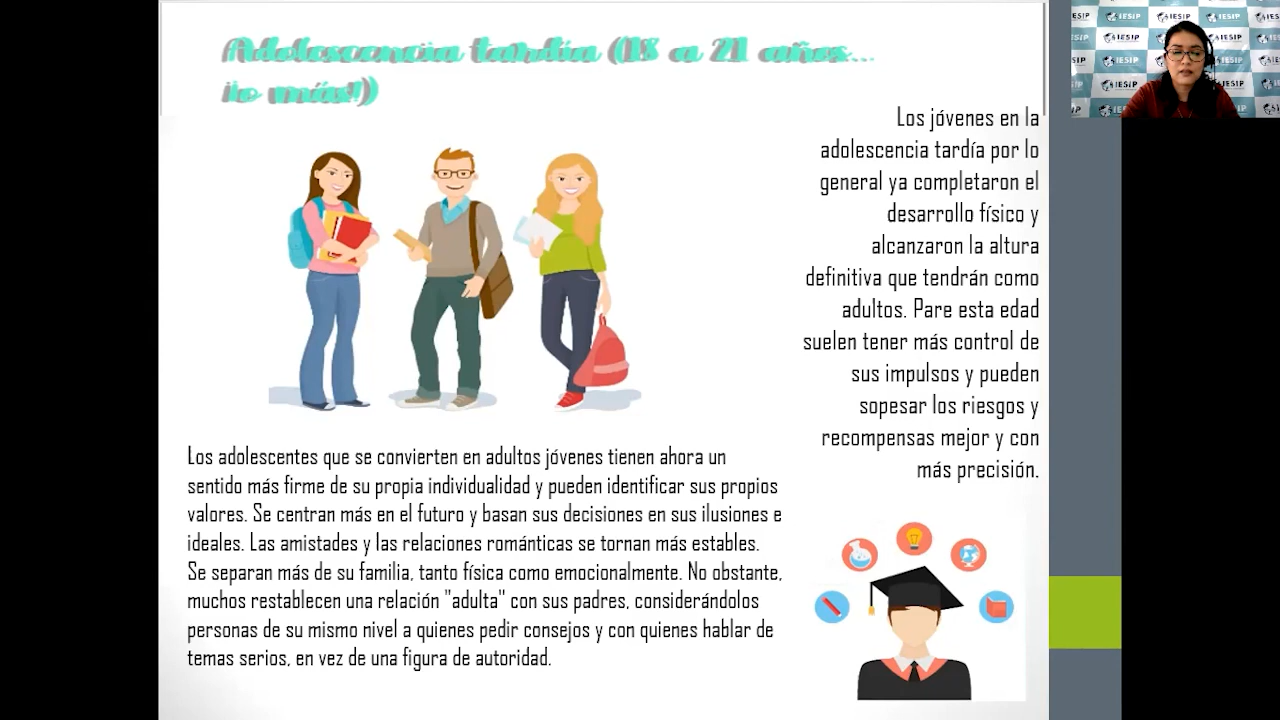 Adolescencia tardía (18 a 21 años...
¡o más!)
Los jóvenes en la
adolescencia tardía por lo
general ya completaron el
desarrollo físico y
alcanzaron la altura
definitiva que tendrán como
adultos. Pare esta edad
suelen tener más control de
sus impulsos y pueden
sopesar los riesgos y
recompensas mejor y con
más precisión.
Los adolescentes que se convierten en adultos jóvenes tienen ahora un
sentido más firme de su propia individualidad y pueden identificar sus propios
valores. Se centran más en el futuro y basan sus decisiones en sus ilusiones e
ideales. Las amistades y las relaciones románticas se tornan más estables.
Se separan más de su familia, tanto física como emocionalmente. No obstante,
muchos restablecen una relación "adulta" con sus padres, considerándolos
personas de su mismo nivel a quienes pedir consejos y con quienes hablar de
temas serios, en vez de una figura de autoridad.
IESIP
IESIP
IESIP
IESIP
IESIP
IESIP
IESIP